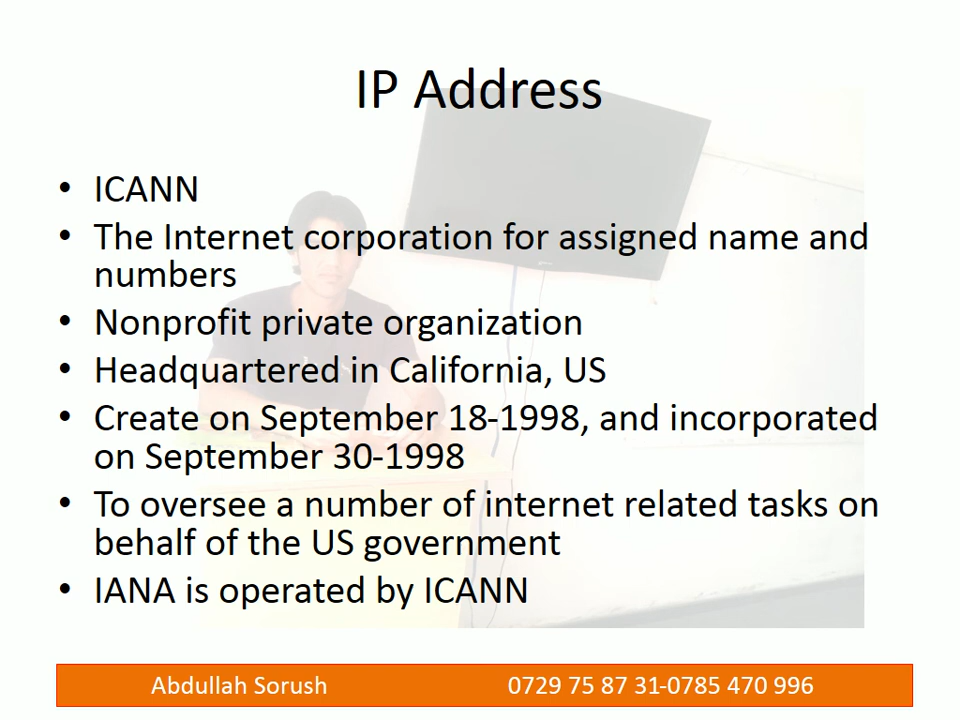 IP Address
• ICANN
• The Internet corporation for assigned name and
numbers
• Nonprofit private organization
• Headquartered in California, US
• Create on September 18-1998, and incorporated
on September 30-1998
• To oversee a number of internet related tasks on
behalf of the US government
• IANA is operated by ICANN
Abdullah Sorush 0729 75 87 31-0785 470 996